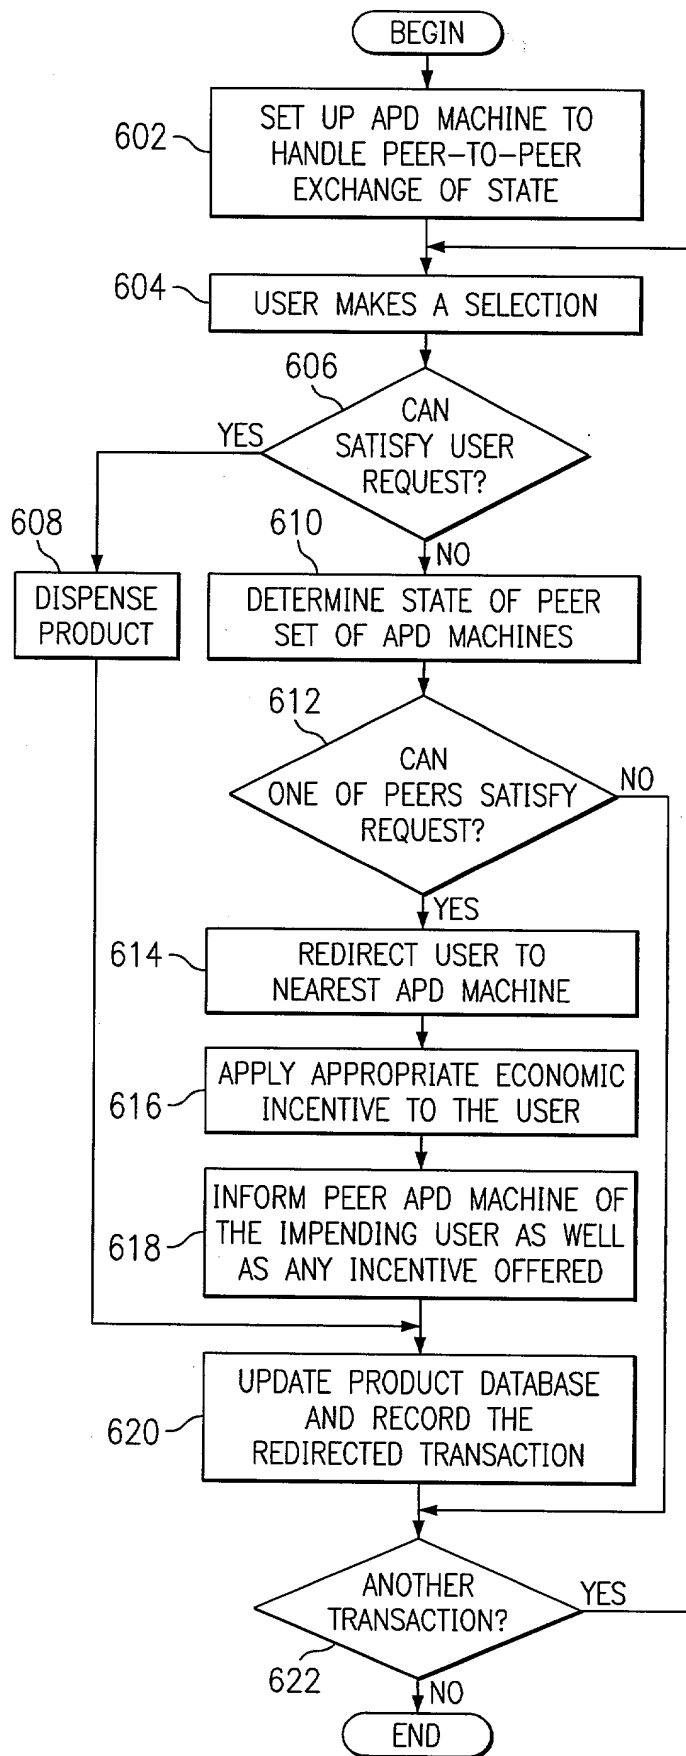 BEGIN
602
SET UP APD MACHINE TO
HANDLE PEER-TO-PEER
EXCHANGE OF STATE
604
USER MAKES A SELECTION
606
CAN
SATISFY USER
REQUEST?
YES
NO
608
DISPENSE
PRODUCT
610
DETERMINE STATE OF PEER
SET OF APD MACHINES
612
CAN
ONE OF PEERS SATISFY
REQUEST?
NO
YES
614
REDIRECT USER TO
NEAREST APD MACHINE
616
APPLY APPROPRIATE ECONOMIC
INCENTIVE TO THE USER
618
INFORM PEER APD MACHINE OF
THE IMPENDING USER AS WELL
AS ANY INCENTIVE OFFERED
620
UPDATE PRODUCT DATABASE
AND RECORD THE
REDIRECTED TRANSACTION
ANOTHER
TRANSACTION?
YES
622
NO
END